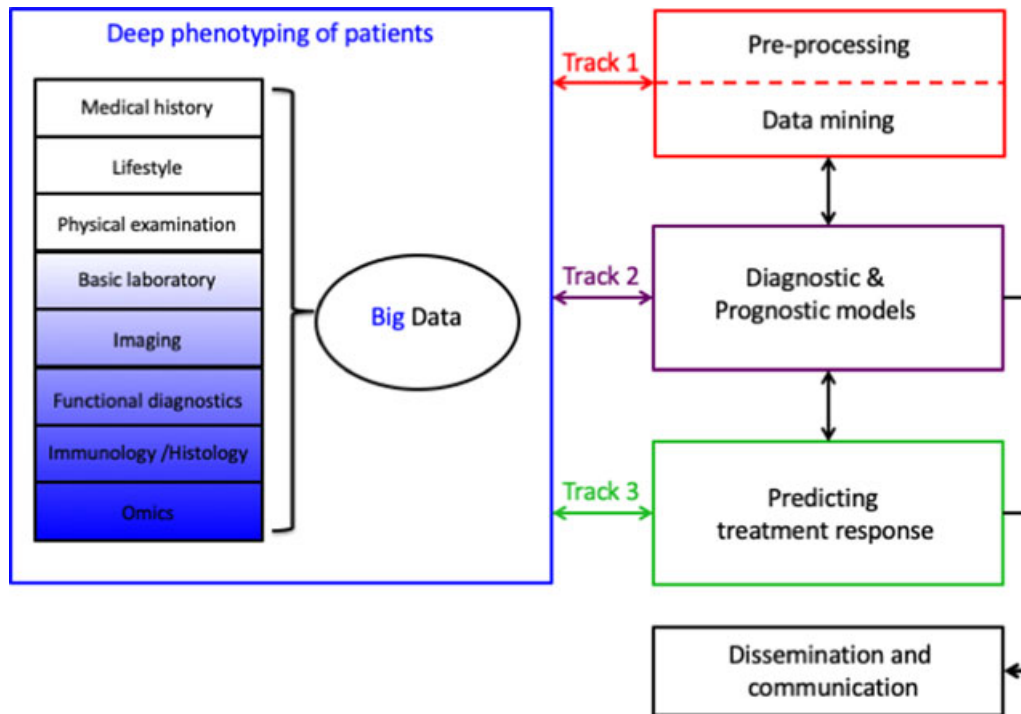 Deep phenotyping of patients
Medical history
Lifestyle
Physical examination
Basic laboratory
Imaging
Functional diagnostics
Immunology /Histology
Omics
Big Data
Track 1
Pre-processing
Data mining
Track 2
Diagnostic &
Prognostic models
Track 3
Predicting
treatment response
Dissemination and
communication